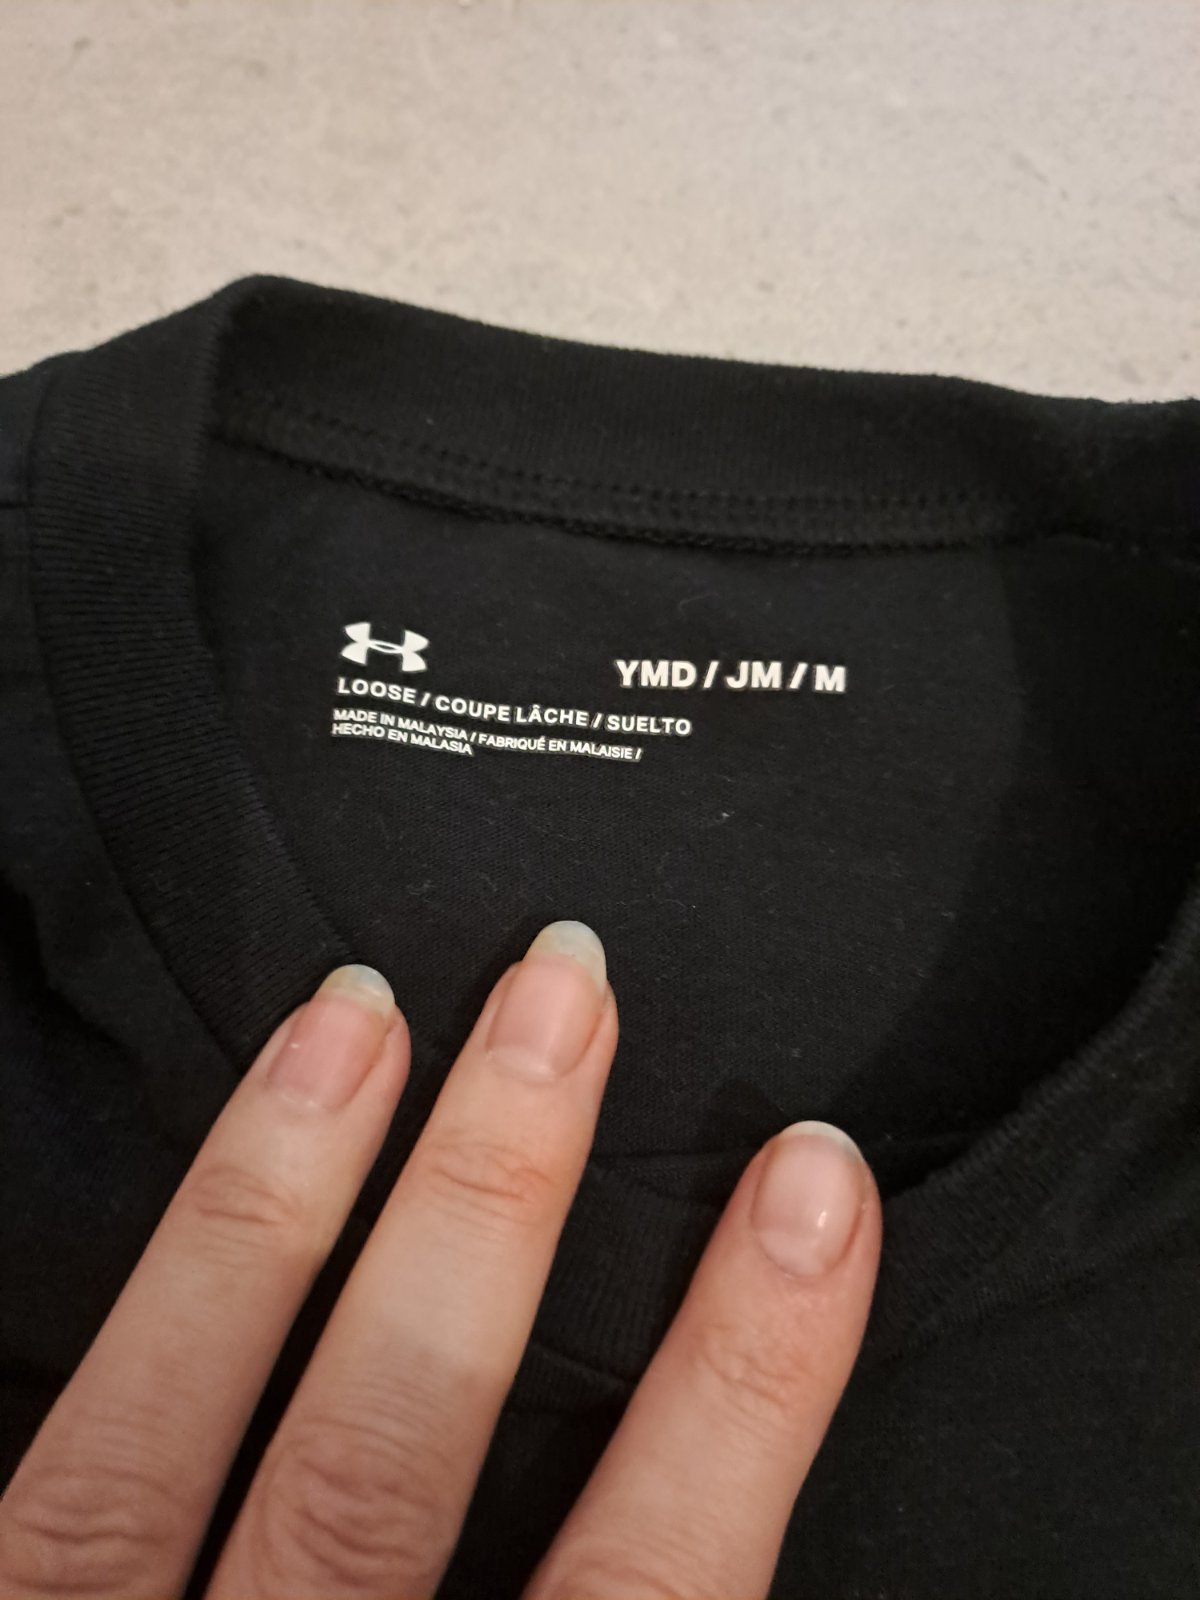 YMD / JM / M
LOOSE / COUPE LÂCHE / SUELTO
MADE IN MALAYSIA / FABRIQUÉ EN MALAISIE /
HECHO EN MALASIA